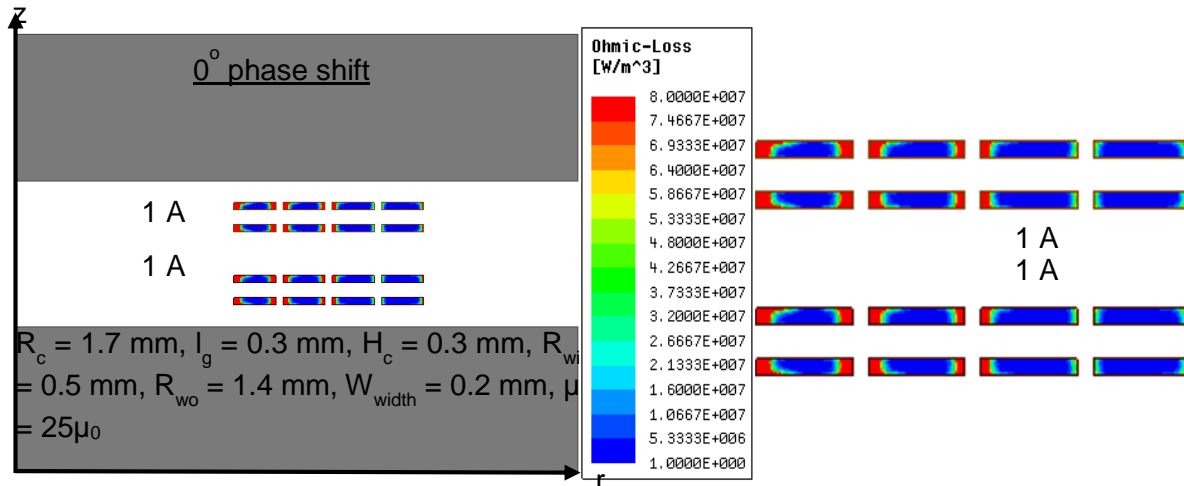 z
0° phase shift
1 A
1 A
R_c = 1.7 mm, l_g = 0.3 mm, H_c = 0.3 mm, R_wi
= 0.5 mm, R_wo = 1.4 mm, W_width = 0.2 mm, µ
= 25µ₀
r
Ohmic-Loss
[W/m^3]
8.0000E+007
7.4667E+007
6.9333E+007
6.4000E+007
5.8667E+007
5.3333E+007
4.8000E+007
4.2667E+007
3.7333E+007
3.2000E+007
2.6667E+007
2.1333E+007
1.6000E+007
1.0667E+007
5.3333E+006
1.0000E+000
1 A
1 A